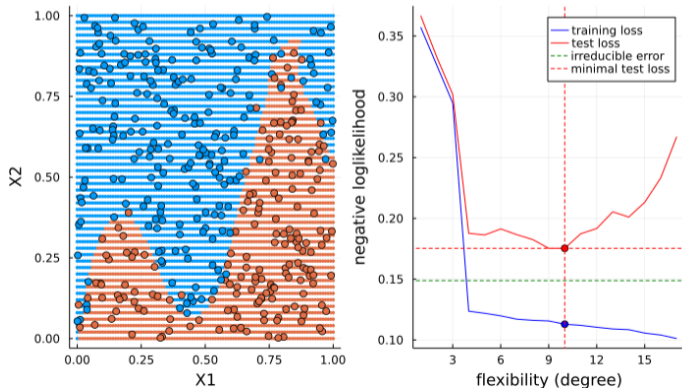 1.00
0.75
0.50
0.25
0.00
X2
0.00
0.25
0.50
0.75
1.00
X1
0.35
0.30
0.25
0.20
0.15
0.10
negative loglikelihood
training loss
test loss
irreducible error
minimal test loss
3
6
9
12
15
flexibility (degree)